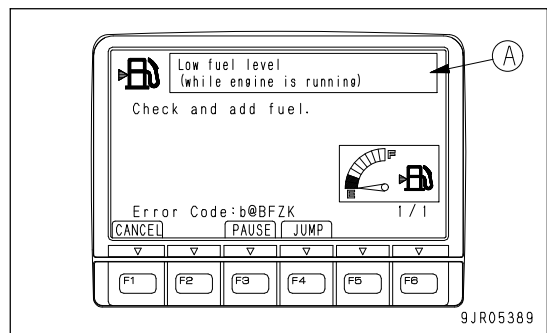 Low fuel level
(while engine is running)
A
Check and add fuel.
F
E
Error Code:b@BFZK
1/1
CANCEL PAUSE JUMP
F1 F2 F3 F4 F5 F6
9JR05389